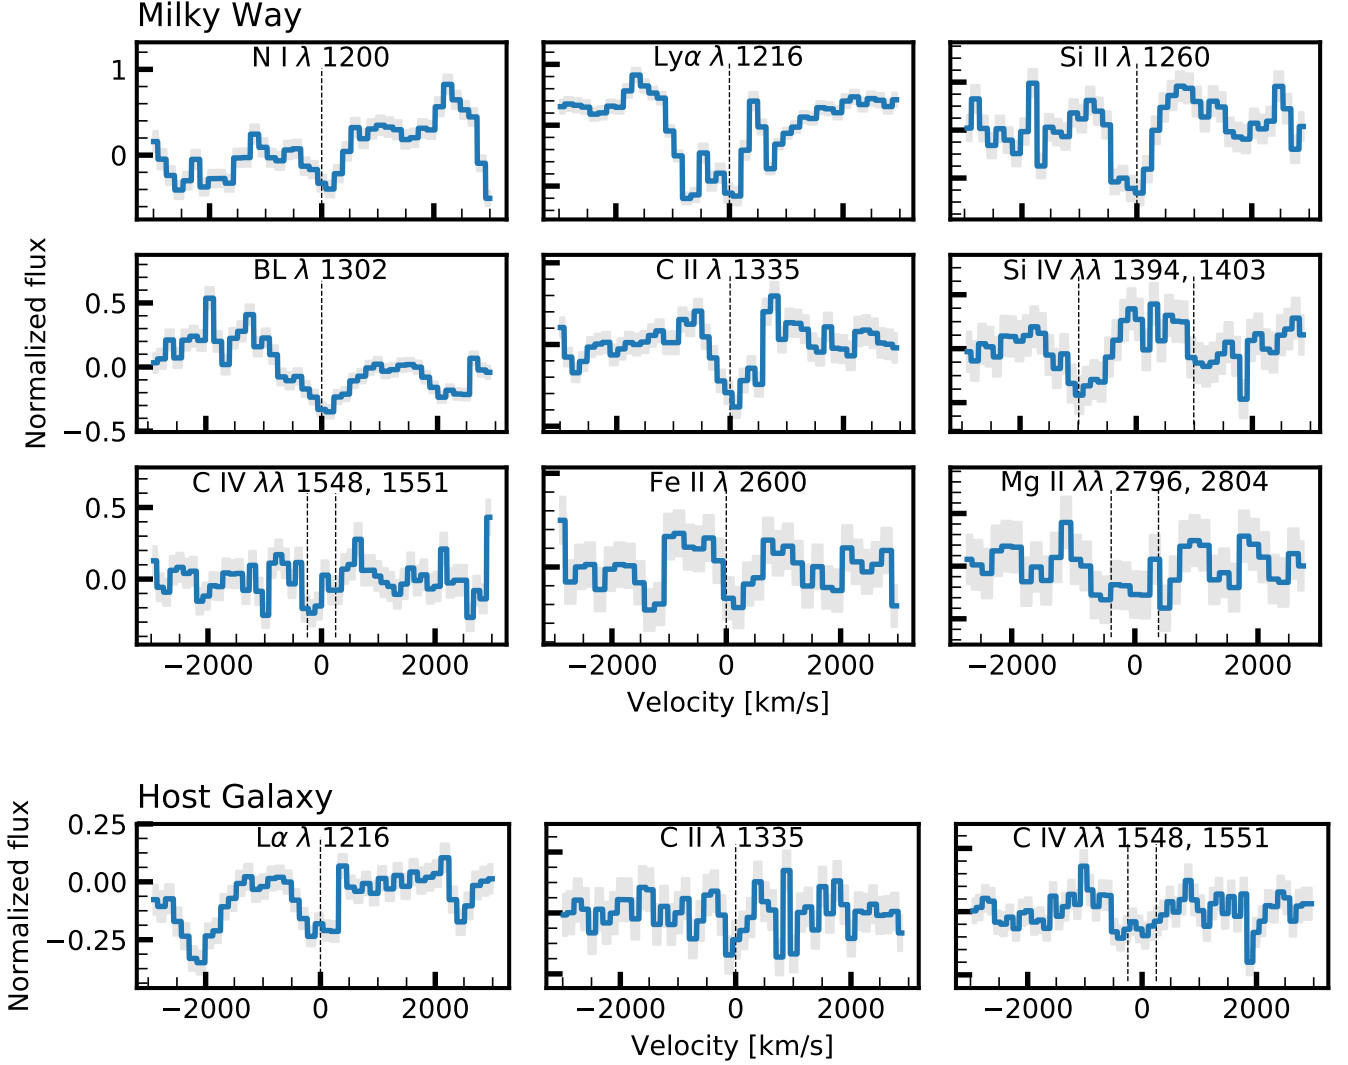 Milky Way
N I λ 1200
Lyα λ 1216
Si II λ 1260
1
0
BL λ 1302
C II λ 1335
Si IV λλ 1394, 1403
0.5
0.0
−0.5
Normalized flux
C IV λλ 1548, 1551
Fe II λ 2600
Mg II λλ 2796, 2804
0.5
0.0
−2000 0 2000
−2000 0 2000
−2000 0 2000
Velocity [km/s]
Host Galaxy
Lα λ 1216
C II λ 1335
C IV λλ 1548, 1551
0.25
0.00
−0.25
Normalized flux
−2000 0 2000
−2000 0 2000
−2000 0 2000
Velocity [km/s]